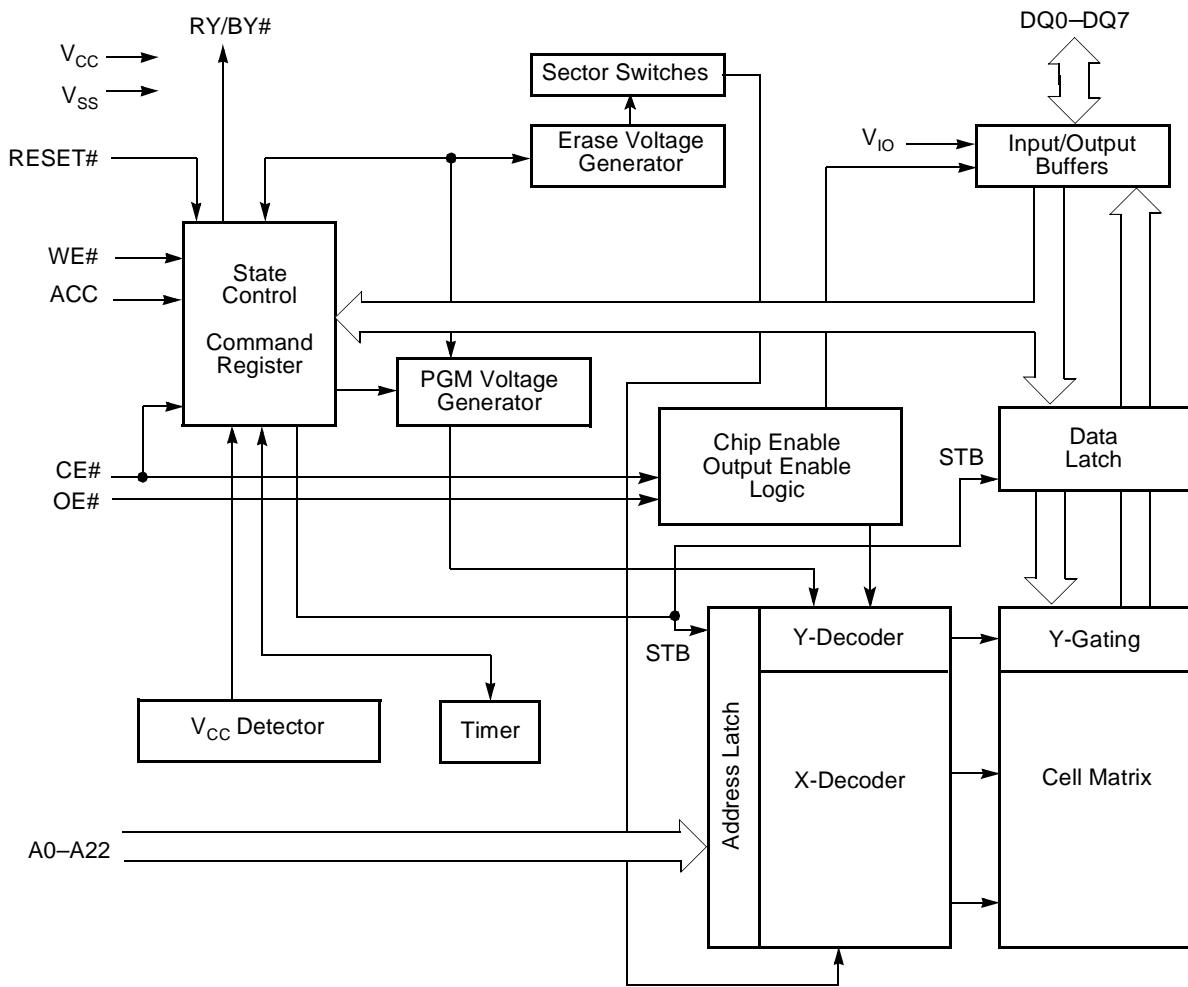 RY/BY#
DQ0–DQ7
VCC
VSS
Sector Switches
RESET#
Erase Voltage
Generator
VIO
Input/Output
Buffers
WE#
ACC
State
Control
Command
Register
PGM Voltage
Generator
Chip Enable
Output Enable
Logic
STB
Data
Latch
CE#
OE#
STB
Y-Decoder
Y-Gating
VCC Detector
Timer
Address Latch
X-Decoder
Cell Matrix
A0–A22